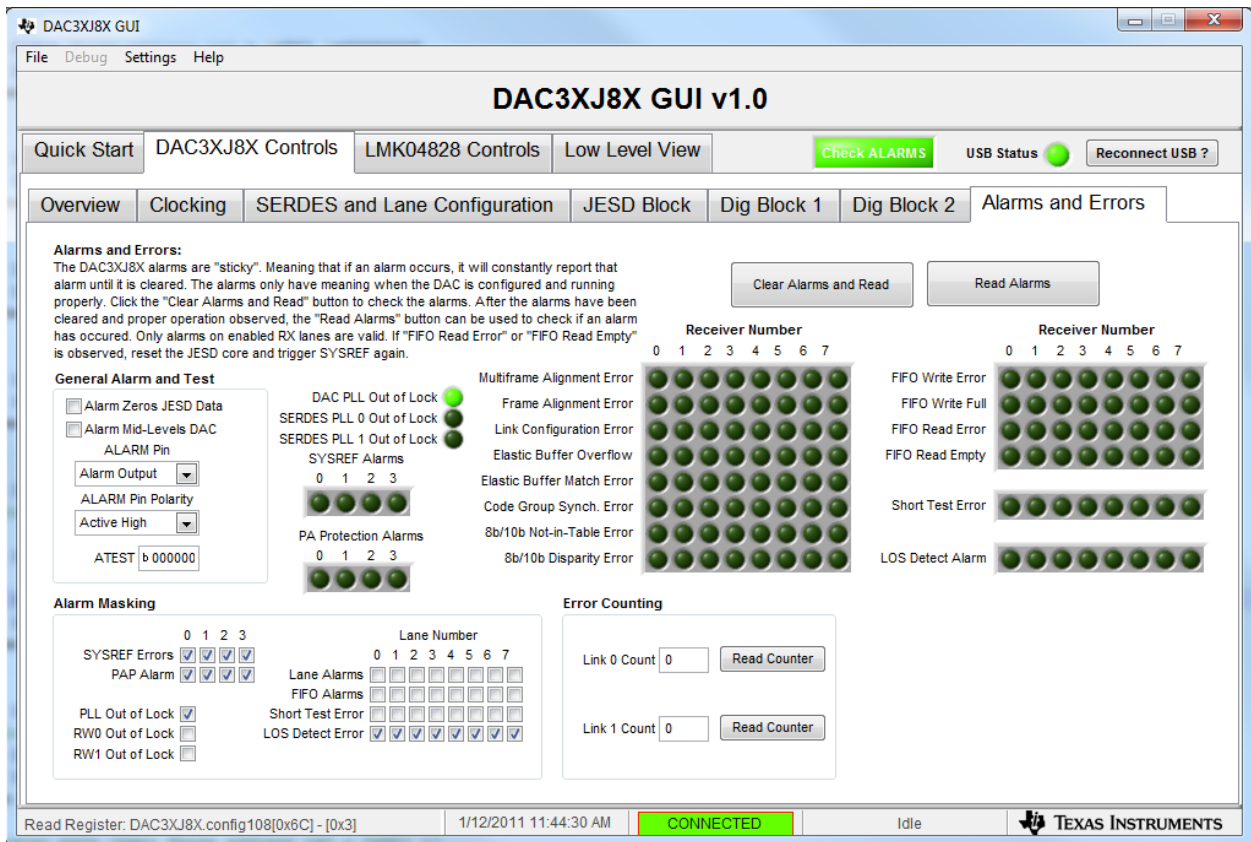 DAC3XJ8X GUI
File Debug Settings Help
DAC3XJ8X GUI v1.0
Quick Start DAC3XJ8X Controls LMK04828 Controls Low Level View Check ALARMS USB Status Reconnect USB ?
Overview Clocking SERDES and Lane Configuration JESD Block Dig Block 1 Dig Block 2 Alarms and Errors
Alarms and Errors:
The DAC3XJ8X alarms are "sticky". Meaning that if an alarm occurs, it will constantly report that
alarm until it is cleared. The alarms only have meaning when the DAC is configured and running
properly. Click the "Clear Alarms and Read" button to check the alarms. After the alarms have been
cleared and proper operation observed, the "Read Alarms" button can be used to check if an alarm
has occured. Only alarms on enabled RX lanes are valid. If "FIFO Read Error" or "FIFO Read Empty"
is observed, reset the JESD core and trigger SYSREF again.
Clear Alarms and Read
Read Alarms
General Alarm and Test
Alarm Zeros JESD Data
Alarm Mid-Levels DAC
ALARM Pin
Alarm Output
ALARM Pin Polarity
Active High
ATEST b 000000
DAC PLL Out of Lock
SERDES PLL 0 Out of Lock
SERDES PLL 1 Out of Lock
SYSREF Alarms
0 1 2 3
PA Protection Alarms
0 1 2 3
Receiver Number
0 1 2 3 4 5 6 7
Multiframe Alignment Error
Frame Alignment Error
Link Configuration Error
Elastic Buffer Overflow
Elastic Buffer Match Error
Code Group Synch. Error
8b/10b Not-in-Table Error
8b/10b Disparity Error
Receiver Number
0 1 2 3 4 5 6 7
FIFO Write Error
FIFO Write Full
FIFO Read Error
FIFO Read Empty
Short Test Error
LOS Detect Alarm
Alarm Masking
0 1 2 3
SYSREF Errors
PAP Alarm
PLL Out of Lock
RW0 Out of Lock
RW1 Out of Lock
Lane Number
0 1 2 3 4 5 6 7
Lane Alarms
FIFO Alarms
Short Test Error
LOS Detect Error
Error Counting
Link 0 Count 0 Read Counter
Link 1 Count 0 Read Counter
Read Register: DAC3XJ8X.config108[0x6C] - [0x3] 1/12/2011 11:44:30 AM CONNECTED Idle TEXAS INSTRUMENTS